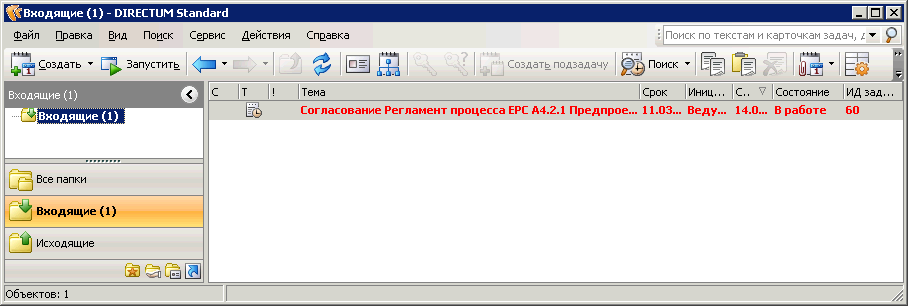 Входящие (1) - DIRECTUM Standard
Файл Правка Вид Поиск Сервис Действия Справка
Поиск по текстам и карточкам задач, д
Создать Запустить Создать подзадачу Поиск
Входящие (1)
С Т ! Тема Срок Иниц... С.. Состояние ИД зад...
Входящие (1)
Согласование Регламент процесса EPC A4.2.1 Предпрое... 11.03... Веду... 14.0... В работе 60
Все папки
Входящие (1)
Исходящие
Объектов: 1